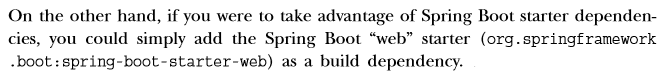 On the other hand, if you were to take advantage of Spring Boot starter dependen-
cies, you could simply add the Spring Boot “web” starter (org.springframework
.boot:spring-boot-starter-web) as a build dependency.